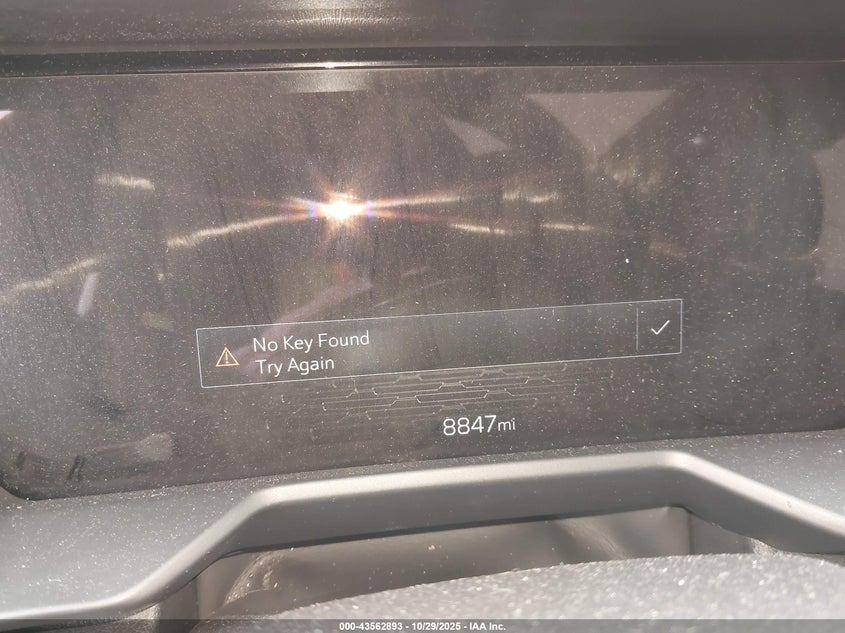 No Key Found
Try Again
8847mi
000-43562893 - 10/29/2025 - IAA Inc.